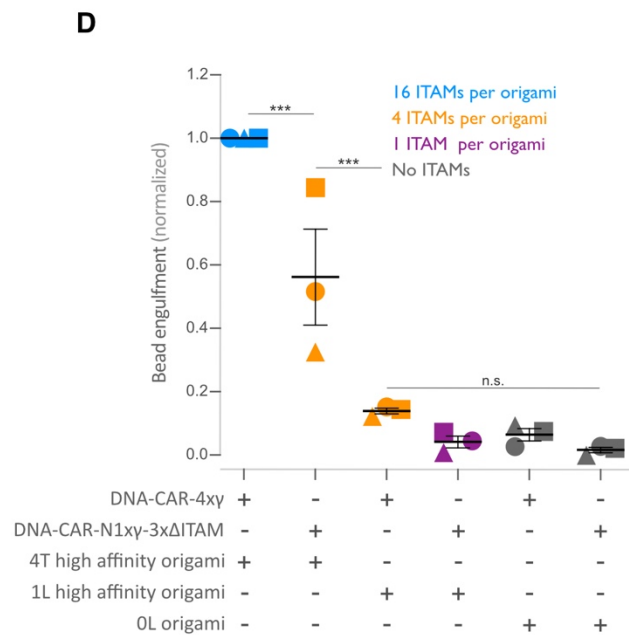 D
1.2
1.0
0.8
0.6
0.4
0.2
0.0
Bead engulfment (normalized)
***
***
n.s.
16 ITAMs per origami
4 ITAMs per origami
1 ITAM per origami
No ITAMs
DNA-CAR-4xγ + - + - + -
DNA-CAR-N1xγ-3xΔITAM - + - + - +
4T high affinity origami + + - - - -
1L high affinity origami - - + + - -
0L origami - - - - + +